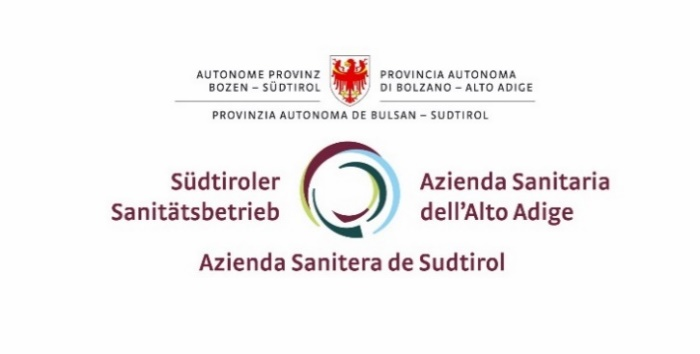 AUTONOME PROVINZ
BOZEN – SÜDTIROL
PROVINCIA AUTONOMA
DI BOLZANO – ALTO ADIGE
PROVINZIA AUTONOMA DE BULSAN – SUDTIROL
Südtiroler
Sanitätsbetrieb
Azienda Sanitaria
dell'Alto Adige
Azienda Sanitera de Sudtirol